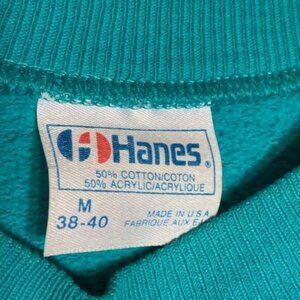 Hanes®
50% COTTON/COTON
50% ACRYLIC/ACRYLIQUE
M
38-40
MADE IN U.S.A.
FABRIQUE AUX